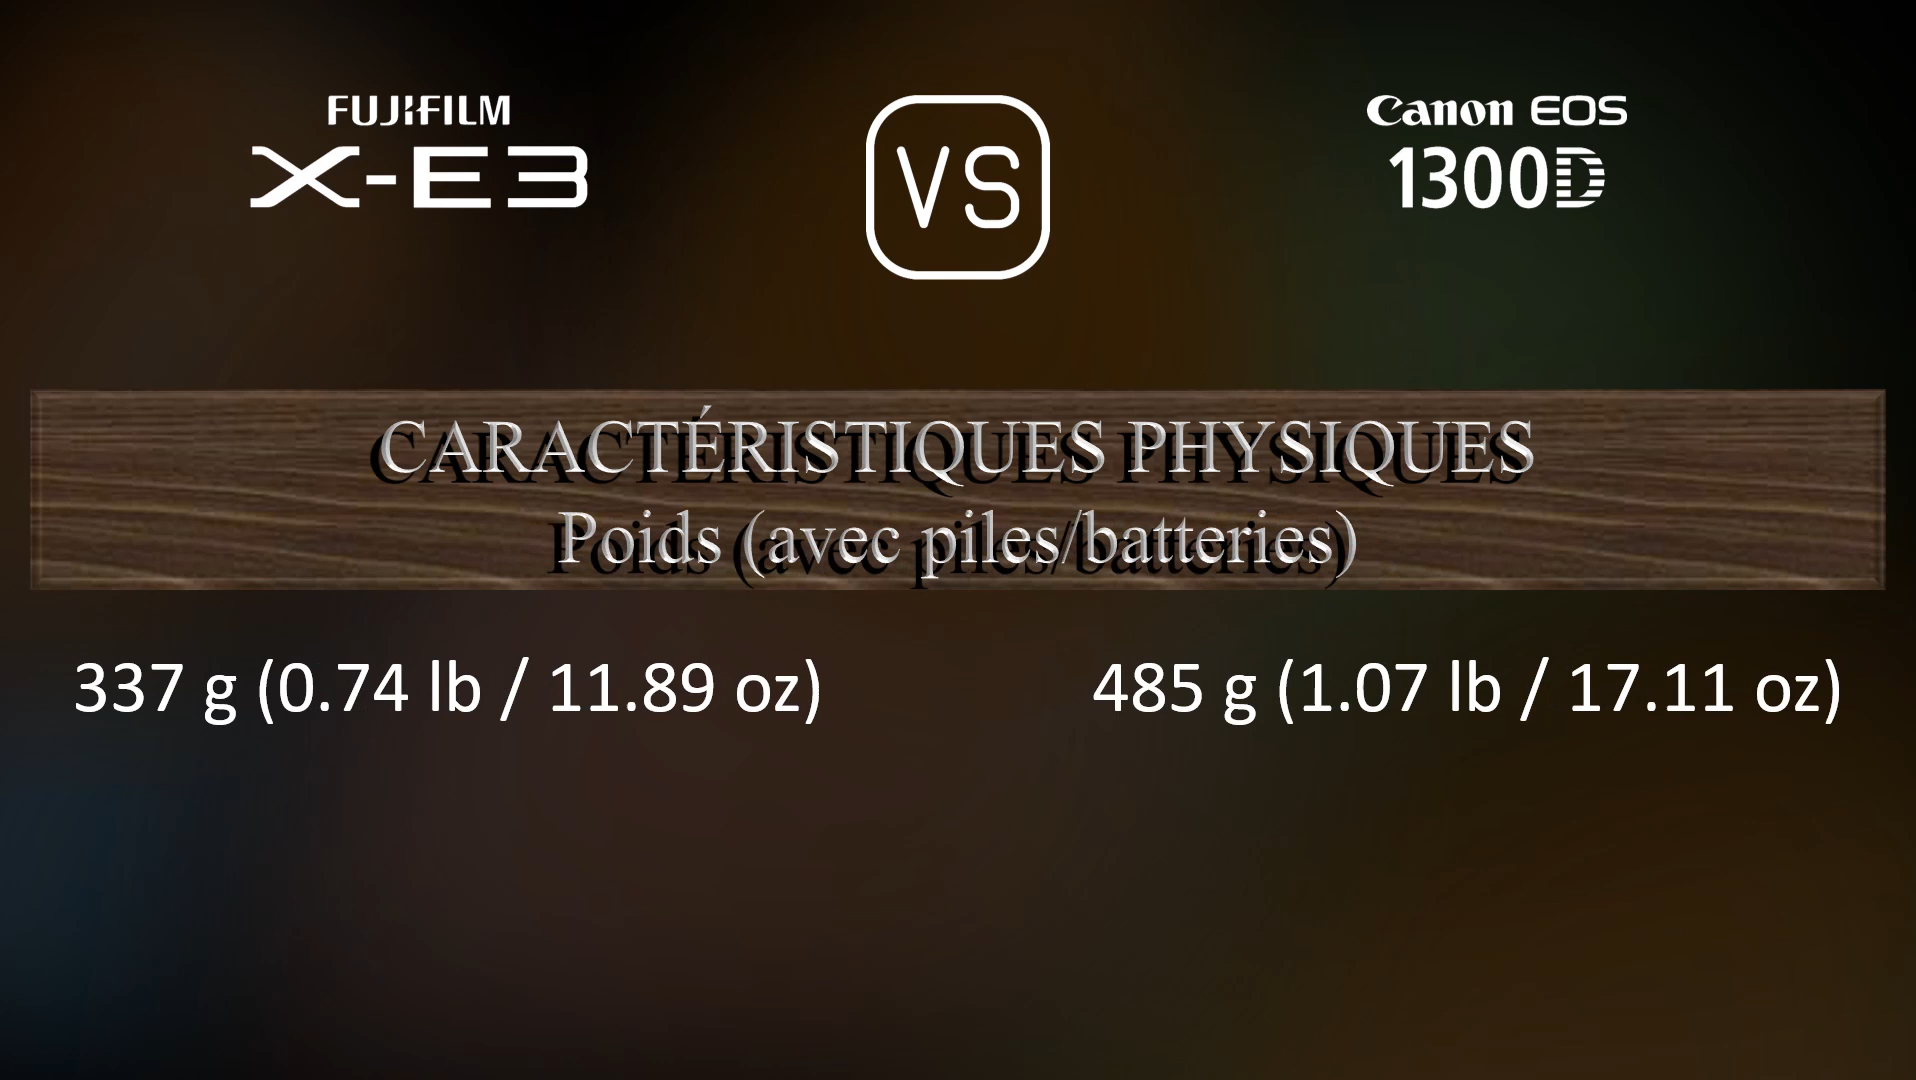 FUJIFILM
X-E3
VS
Canon EOS
1300D
CARACTÉRISTIQUES PHYSIQUES
Poids (avec piles/batteries)
337 g (0.74 lb / 11.89 oz)
485 g (1.07 lb / 17.11 oz)